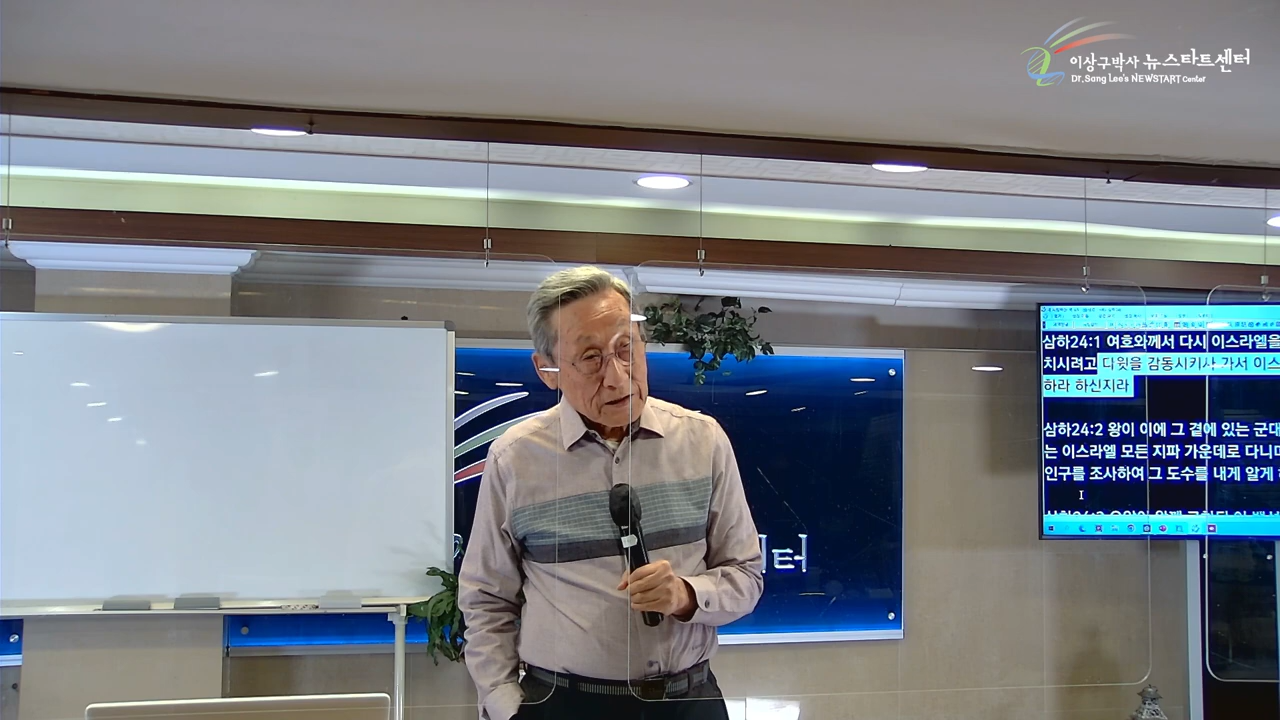 이상구박사 뉴스타트센터
Dr. Sang Lee's NEWSTART Center
삼하24:1 여호와께서 다시 이스라엘을
치시려고 다윗을 감동시키사 가서 이스
하라 하신지라
삼하24:2 왕이 이에 그 곁에 있는 군대
는 이스라엘 모든 지파 가운데로 다니며
인구를 조사하여 그 도수를 내게 알게
터